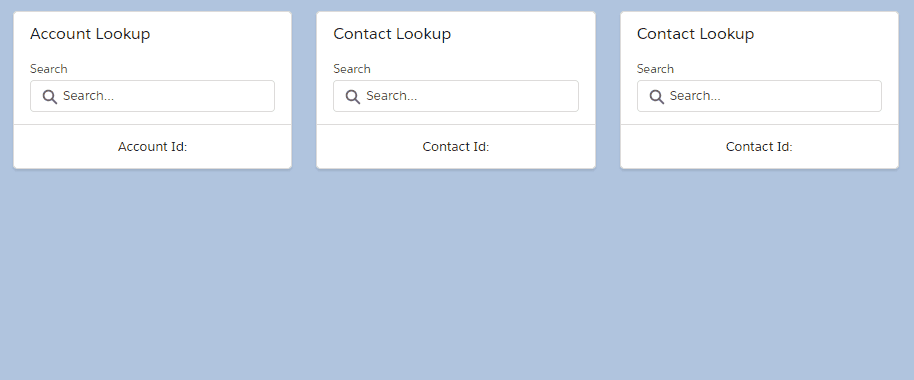 Account Lookup
Search
Search...
Account Id:
Contact Lookup
Search
Search...
Contact Id:
Contact Lookup
Search
Search...
Contact Id: